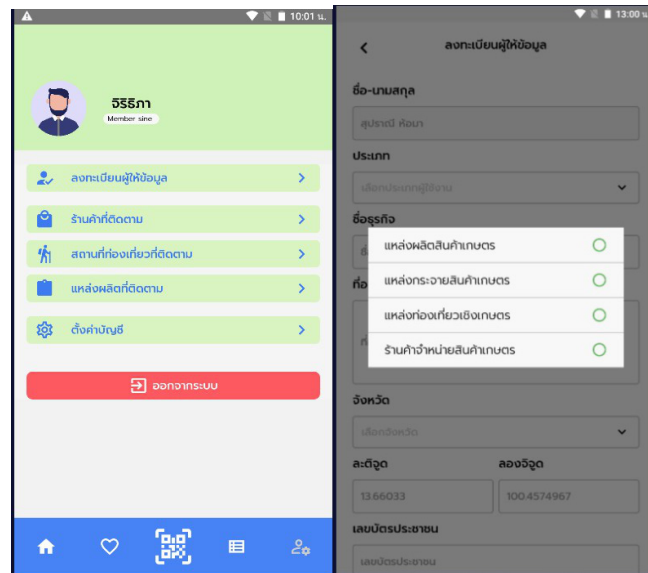 10:01 น.
จิริธิภา
Member sine
ลงทะเบียนผู้ให้ข้อมูล
ร้านค้าที่ติดตาม
สถานที่ท่องเที่ยวที่ติดตาม
แหล่งผลิตที่ติดตาม
ตั้งค่าบัญชี
ออกจากระบบ
13:00 น
ลงทะเบียนผู้ให้ข้อมูล
ชื่อ-นามสกุล
สุปราณี ห้อมา
ประเภท
เลือกประเภทผู้ใช้งาน
ชื่อธุรกิจ
แหล่งผลิตสินค้าเกษตร
แหล่งกระจายสินค้าเกษตร
แหล่งท่องเที่ยวเชิงเกษตร
ร้านค้าจำหน่ายสินค้าเกษตร
จังหวัด
เลือกจังหวัด
ละติจูด ลองจิจูด
13.66033 100.4574967
เลขบัตรประชาชน
เลขบัตรประชาชน